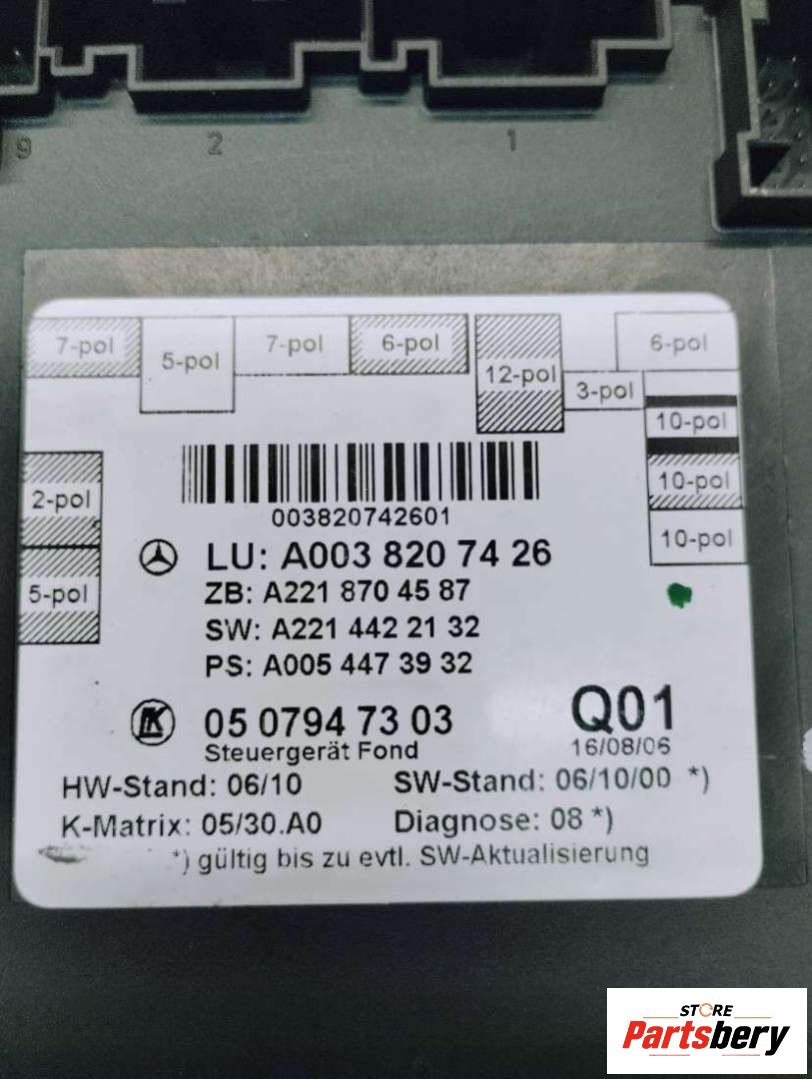 9 2 1
7-pol 5-pol 7-pol 6-pol 12-pol 3-pol 6-pol
10-pol
10-pol
10-pol
2-pol
5-pol
003820742601
LU: A003 820 74 26
ZB: A221 870 45 87
SW: A221 442 21 32
PS: A005 447 39 32
05 0794 73 03
Q01
Steuergerät Fond
16/08/06
HW-Stand: 06/10 SW-Stand: 06/10/00 *)
K-Matrix: 05/30.A0 Diagnose: 08 *)
*) gültig bis zu evtl. SW-Aktualisierung
STORE
Partsbery